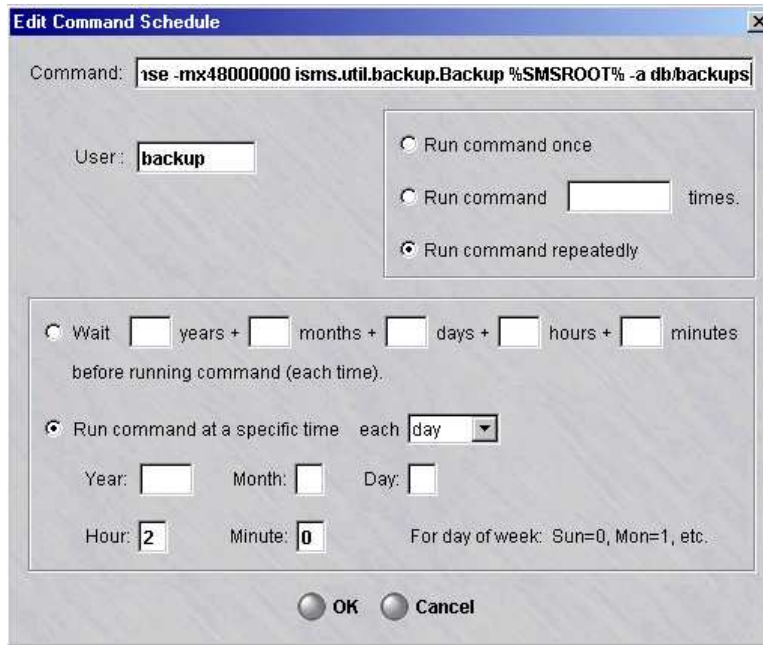 Edit Command Schedule
Command: nse -mx48000000 isms.util.backup.Backup %SMSROOT% -a db/backups
User: backup
Run command once
Run command times.
Run command repeatedly
Wait years + months + days + hours + minutes
before running command (each time).
Run command at a specific time each day
Year: Month: Day:
Hour: 2 Minute: 0 For day of week: Sun=0, Mon=1, etc.
OK Cancel